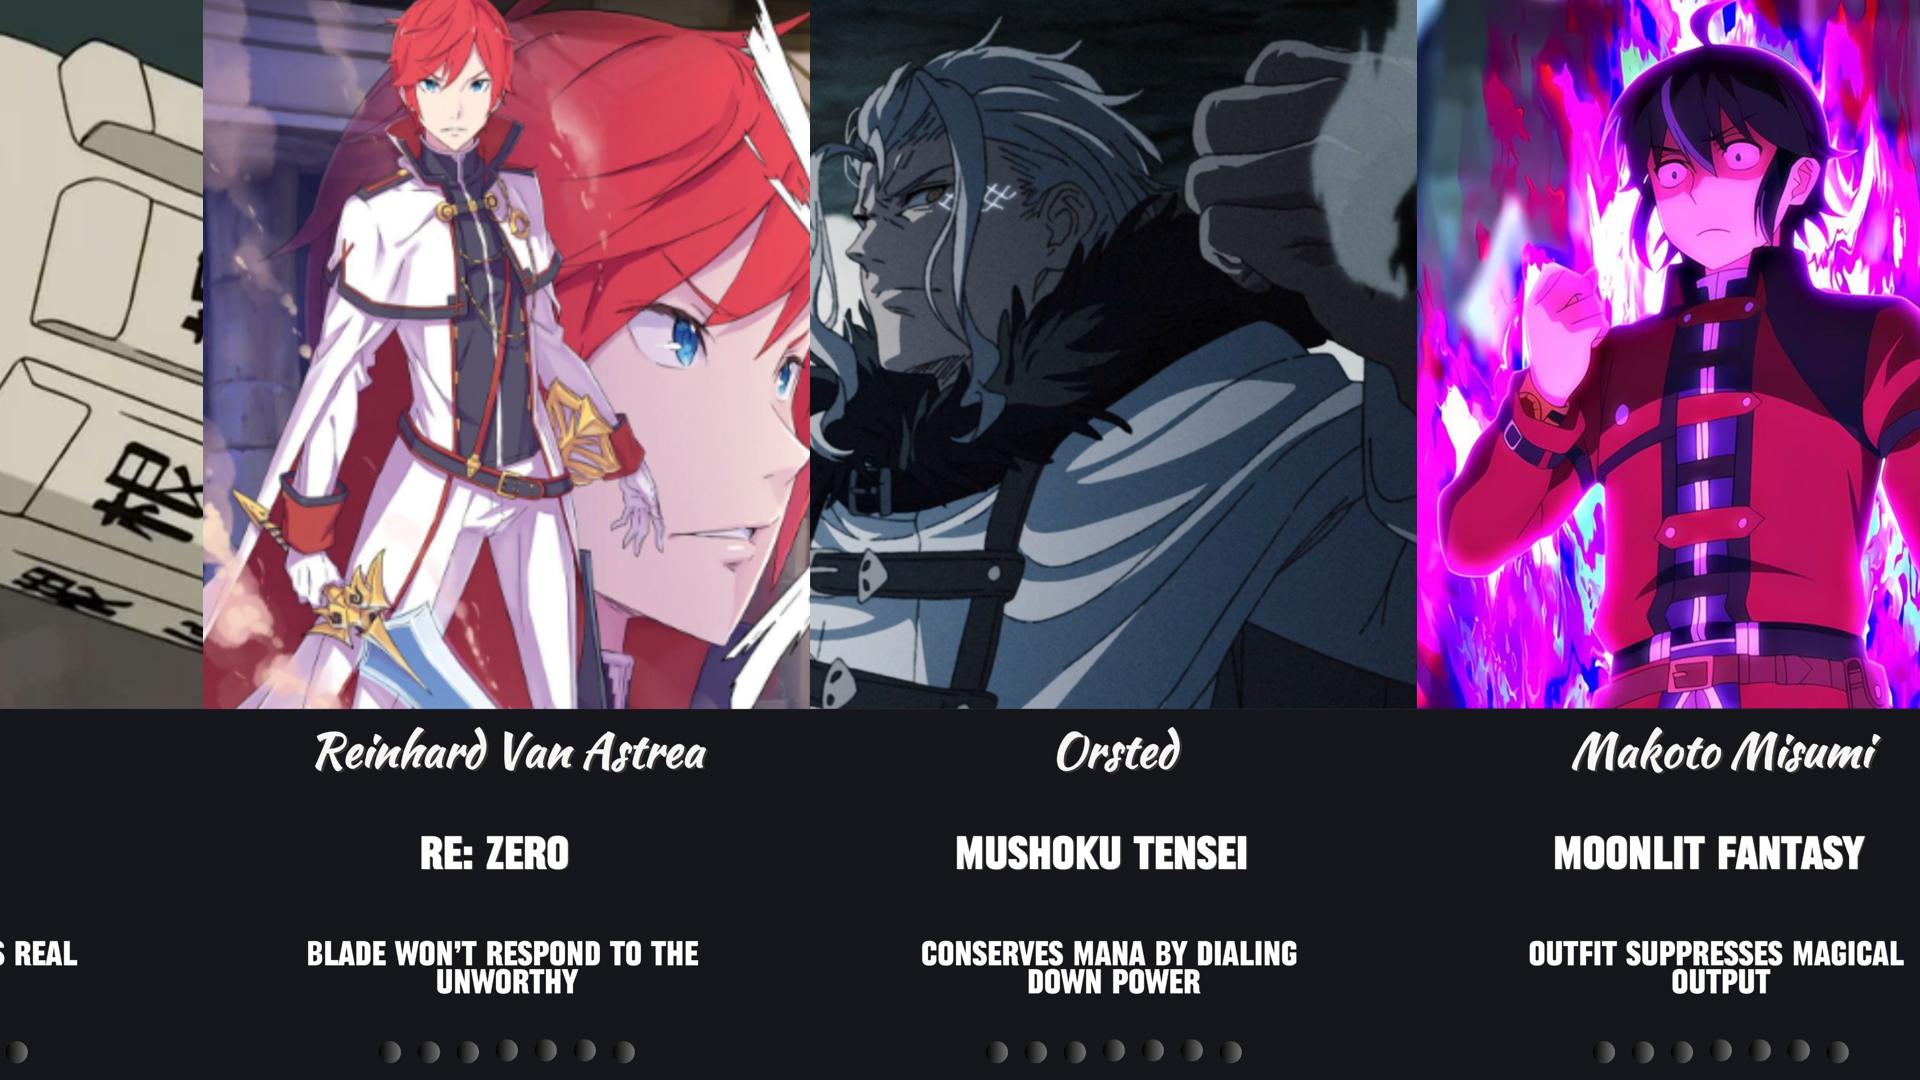 根
Reinhard Van Astrea
Orsted
Makoto Misumi
RE: ZERO
MUSHOKU TENSEI
MOONLIT FANTASY
REAL
BLADE WON'T RESPOND TO THE
UNWORTHY
CONSERVES MANA BY DIALING
DOWN POWER
OUTFIT SUPPRESSES MAGICAL
OUTPUT